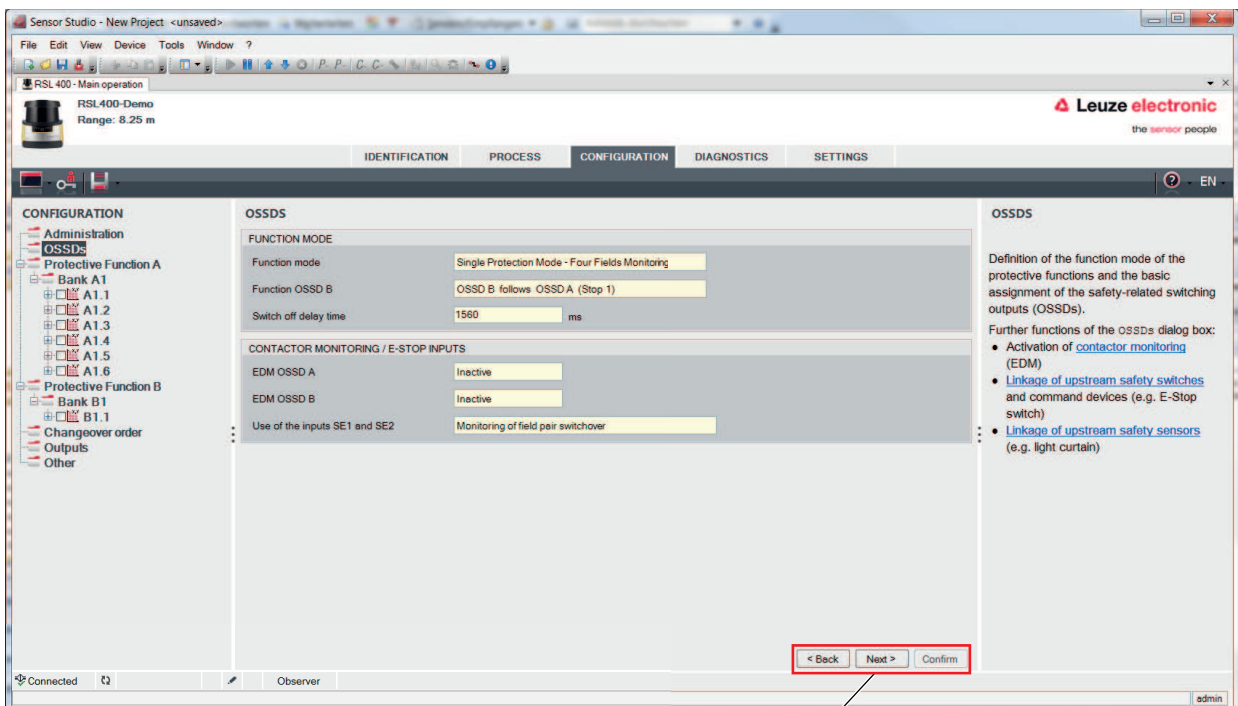 Sensor Studio - New Project <unsaved>
File Edit View Device Tools Window ?
RSL 400 - Main operation
RSL400-Demo
Range: 8.25 m
Leuze electronic
the sensor people
IDENTIFICATION PROCESS CONFIGURATION DIAGNOSTICS SETTINGS
EN
CONFIGURATION
Administration
OSSDs
Protective Function A
Bank A1
A1.1
A1.2
A1.3
A1.4
A1.5
A1.6
Protective Function B
Bank B1
B1.1
Changeover order
Outputs
Other
OSSDS
FUNCTION MODE
Function mode Single Protection Mode - Four Fields Monitoring
Function OSSD B OSSD B follows OSSD A (Stop 1)
Switch off delay time 1560 ms
CONTACTOR MONITORING / E-STOP INPUTS
EDM OSSD A Inactive
EDM OSSD B Inactive
Use of the inputs SE1 and SE2 Monitoring of field pair switchover
< Back Next > Confirm
OSSDS
Definition of the function mode of the
protective functions and the basic
assignment of the safety-related switching
outputs (OSSDs).
Further functions of the OSSDs dialog box:
• Activation of contactor monitoring
(EDM)
• Linkage of upstream safety switches
and command devices (e.g. E-Stop
switch)
• Linkage of upstream safety sensors
(e.g. light curtain)
Connected Observer
admin